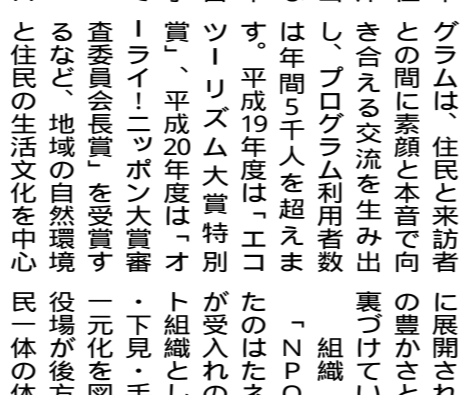 グラムは、住民と来訪者
との間に素顔と本音で向
き合える交流を生み出
し、プログラム利用者数
は年間5千人を超えま
す。平成19年度は「エコ
ツーリズム大賞特別
賞」、平成20年度は「オ
ーライ！ニッポン大賞審
査委員会長賞」を受賞す
るなど、地域の自然環境
と住民の生活文化を中心
に展開され
の豊かさと
裏づけてい
組織
「NPO
たのはたネ
が受入れの
ト組織とし
・下見・手
一元化を図
役場が後方
民一体の体